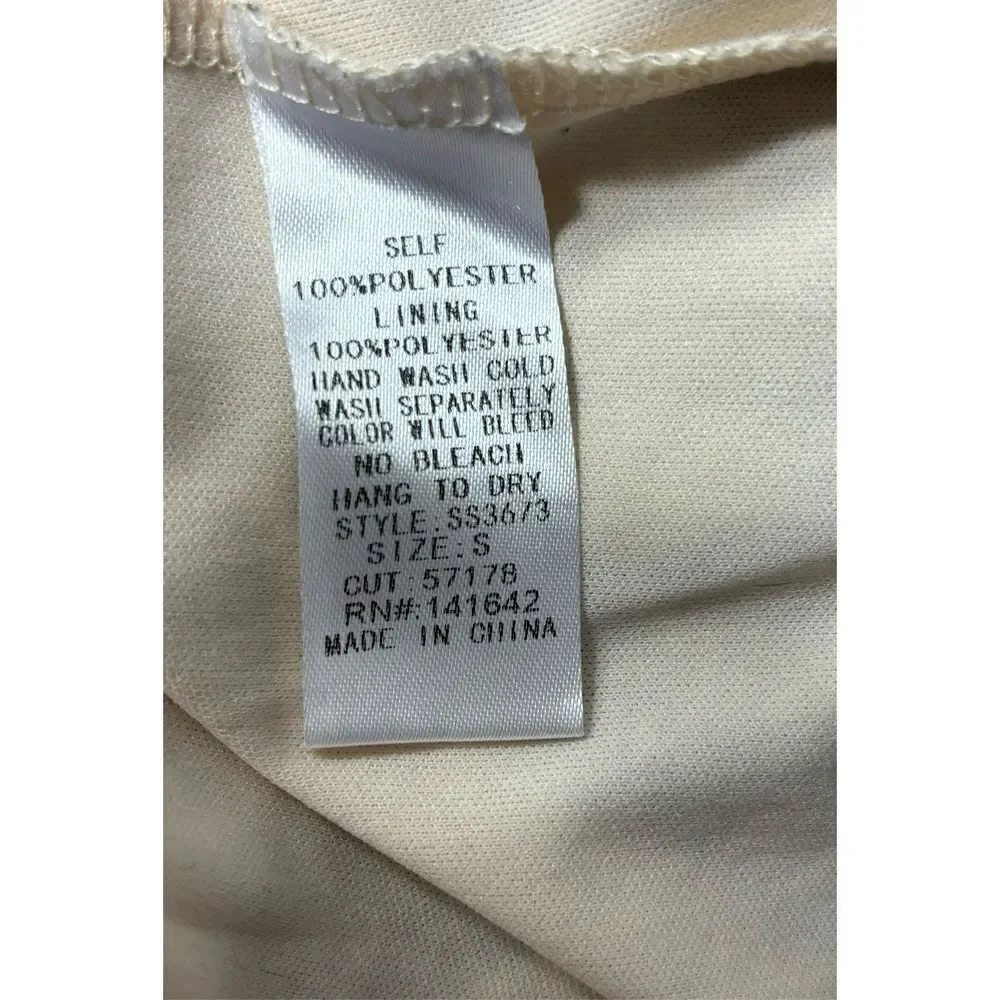 SELF
100%POLYESTER
LINING
100%POLYESTER
HAND WASH COLD
WASH SEPARATELY
COLOR WILL BLEED
NO BLEACH
HANG TO DRY
STYLE:SS3673
SIZE:S
CUT:57178
RN#:141642
MADE IN CHINA